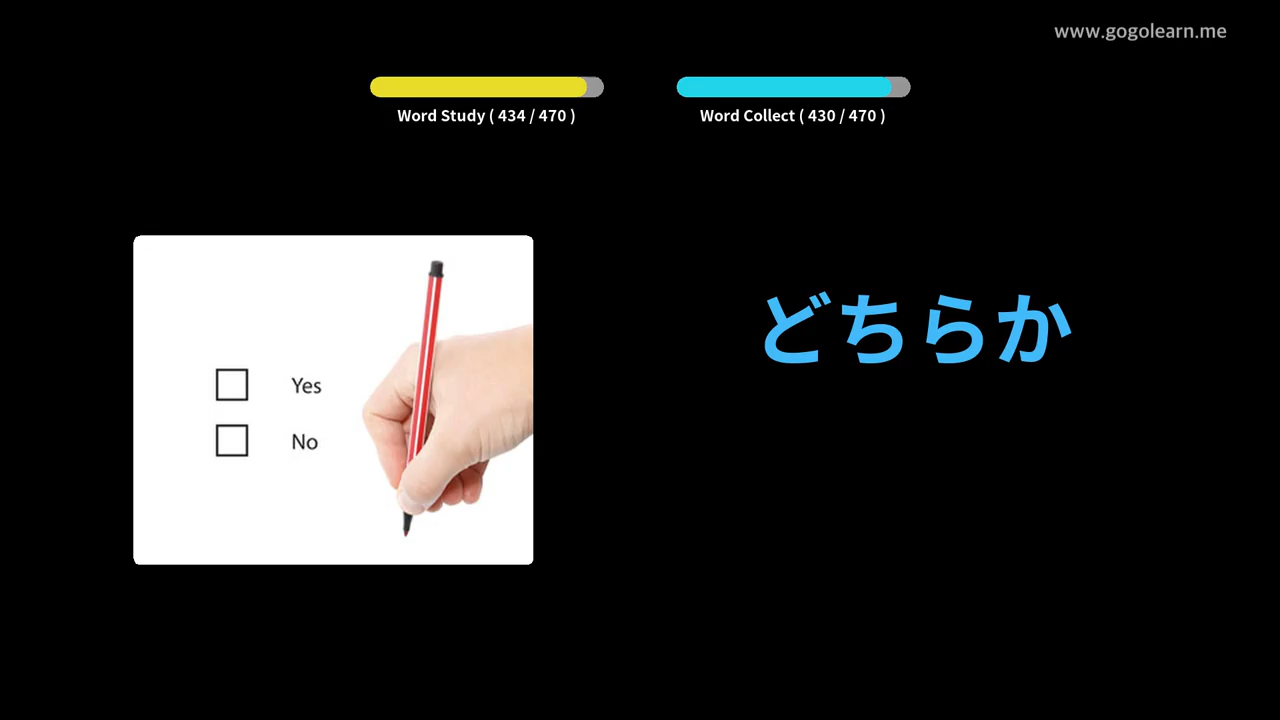 www.gogolearn.me
Word Study ( 434 / 470 )
Word Collect ( 430 / 470 )
どちらか
Yes
No